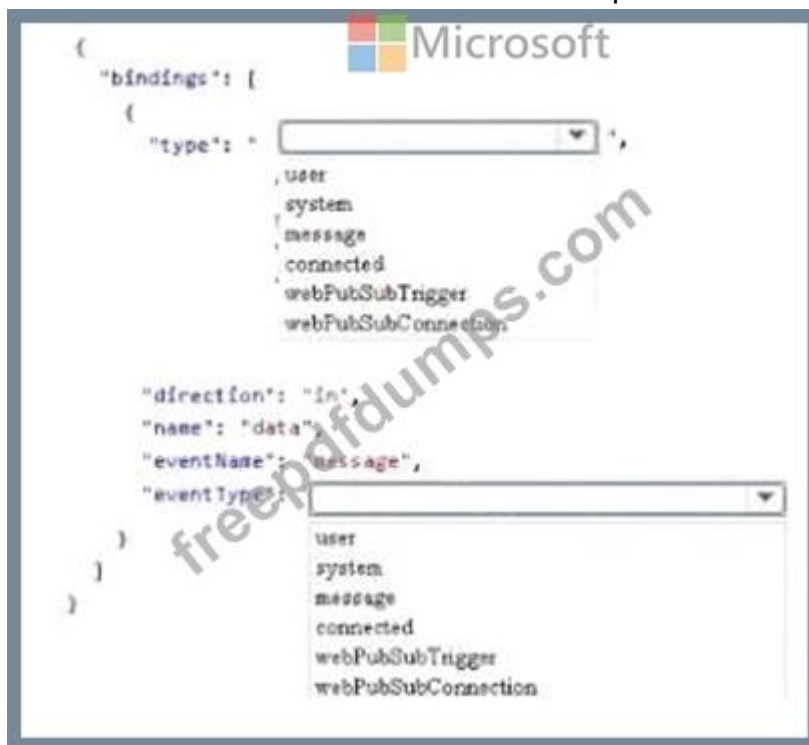 Microsoft
{
"bindings": [
{
"type": " ",
user
system
message
connected
webPubSubTrigger
webPubSubConnection
"direction": "in",
"name": "data",
"eventName": "message",
"eventType":
}
user
]
system
}
message
connected
webPubSubTrigger
webPubSubConnection
freepdfdumps.com